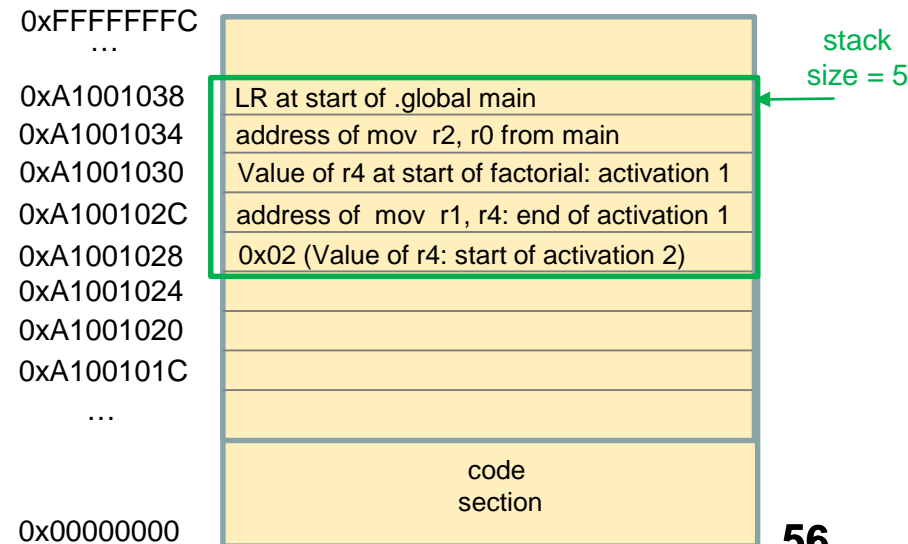 0xFFFFFFFC
…
stack
size = 5
0xA1001038 LR at start of .global main
0xA1001034 address of mov r2, r0 from main
0xA1001030 Value of r4 at start of factorial: activation 1
0xA100102C address of mov r1, r4: end of activation 1
0xA1001028 0x02 (Value of r4: start of activation 2)
0xA1001024
0xA1001020
0xA100101C
…
code
section
0x00000000
56